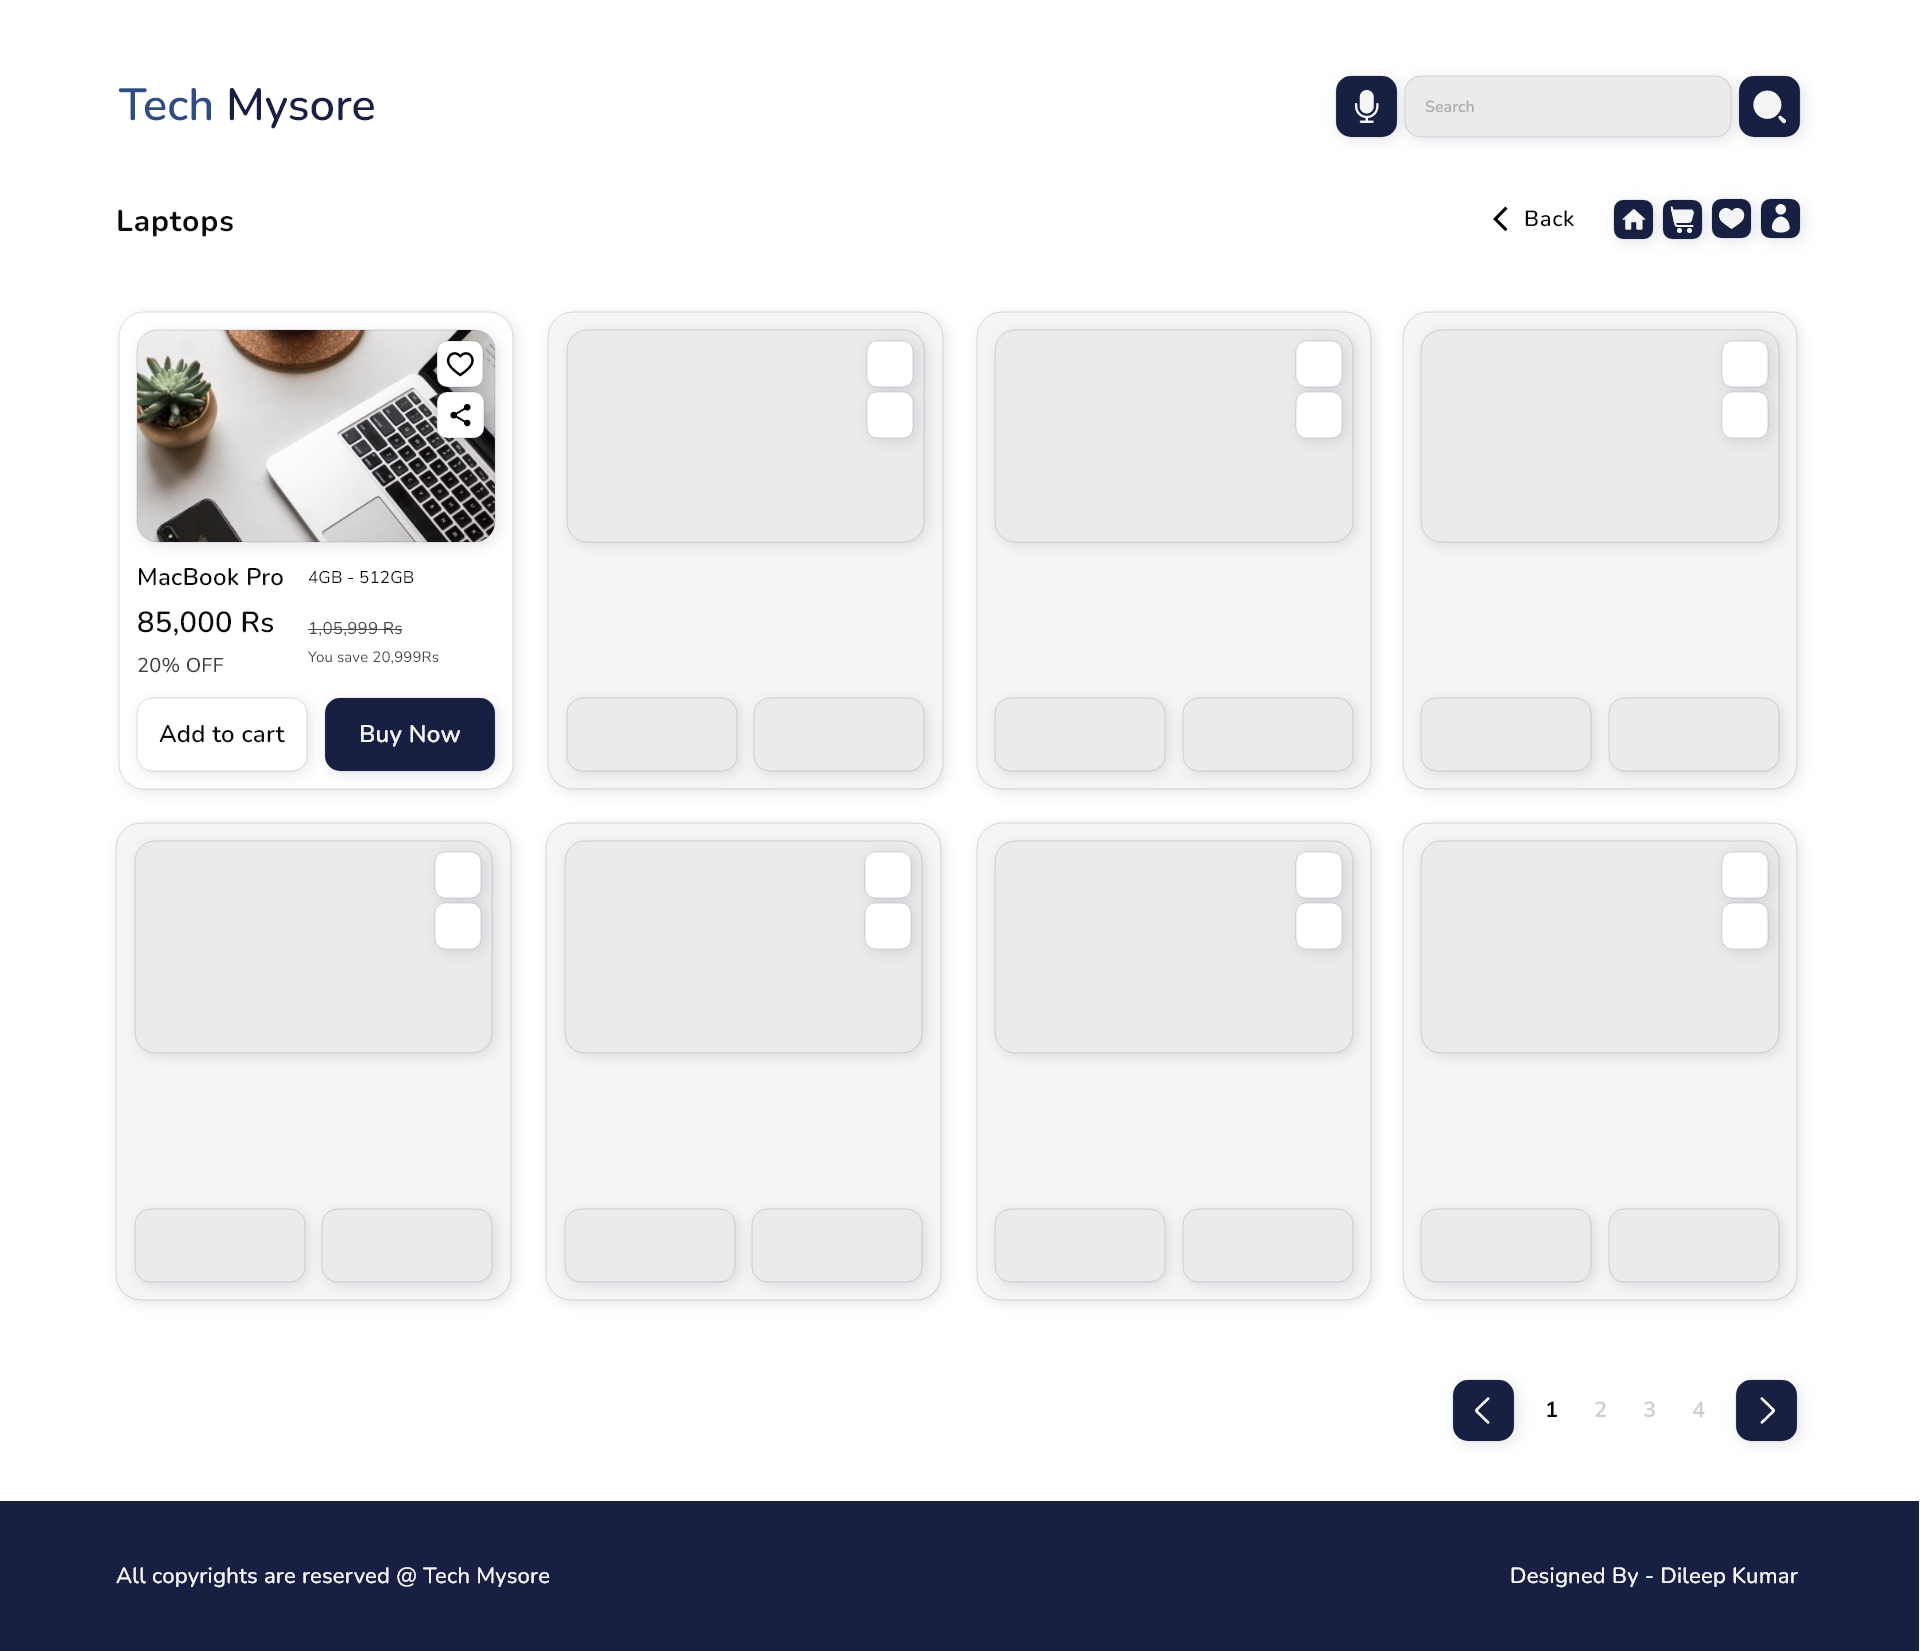 Tech Mysore
Search
Laptops
Back
MacBook Pro
4GB - 512GB
85,000 Rs
1,05,999 Rs
20% OFF
You save 20,999Rs
Add to cart
Buy Now
1 2 3 4
All copyrights are reserved @ Tech Mysore
Designed By - Dileep Kumar